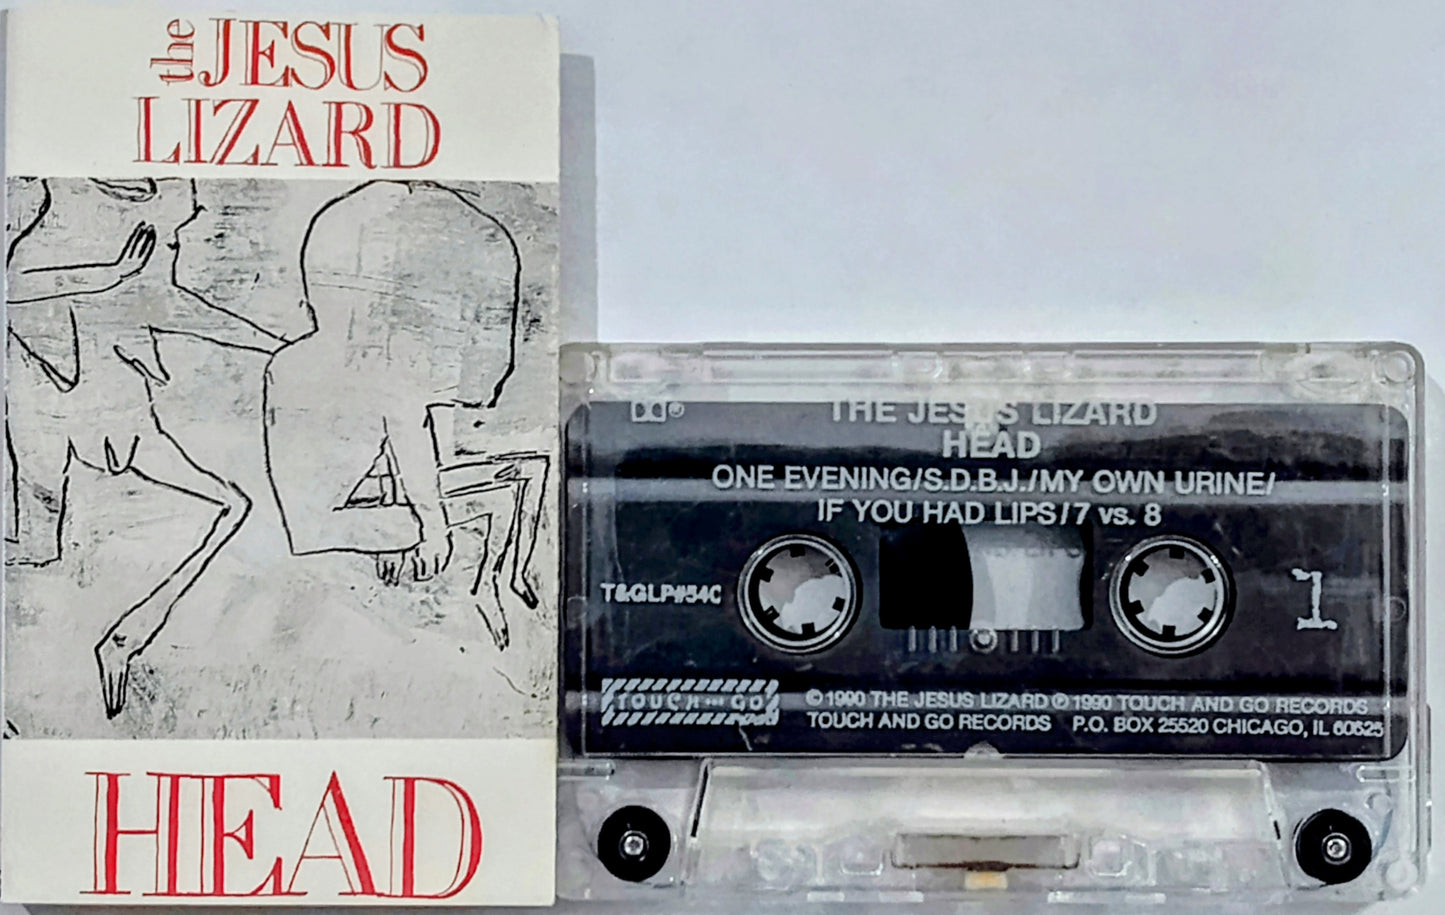 the JESUS
LIZARD
HEAD
THE JESUS LIZARD
HEAD
ONE EVENING/S.D.B.J./MY OWN URINE/
IF YOU HAD LIPS/7 vs. 8
T&GLP#54C
1
TOUCH AND GO
©1990 THE JESUS LIZARD ℗ 1990 TOUCH AND GO RECORDS
TOUCH AND GO RECORDS P.O. BOX 25520 CHICAGO, IL 60625